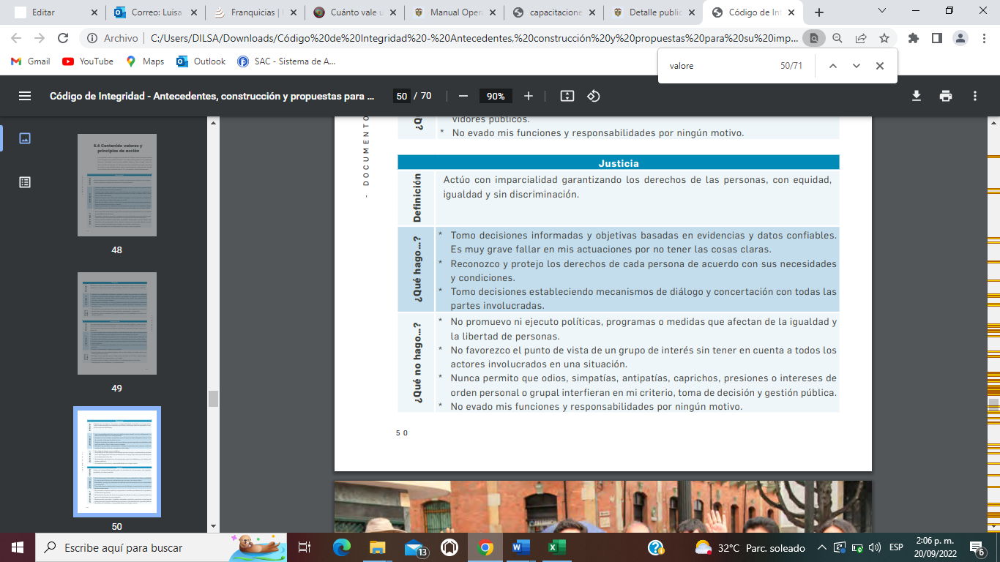 Editar
Correo: Luisa
Franquicias |
Cuánto vale u
Manual Oper
capacitacione
Detalle public
Código de Int
Archivo
C:/Users/DILSA/Downloads/Código%20de%20Integridad%20-%20Antecedentes,%20construcción%20y%20propuestas%20para%20su%20imp...
Gmail
YouTube
Maps
Outlook
SAC - Sistema de A...
valore
50/71
Código de Integridad - Antecedentes, construcción y propuestas para ...
50 / 70
90%
6.4 Contenido valores y
principios de acción
48
49
50
- DOCUMENTO
¿Q
vidores públicos.
* No evado mis funciones y responsabilidades por ningún motivo.
Justicia
Definición
Actúo con imparcialidad garantizando los derechos de las personas, con equidad,
igualdad y sin discriminación.
¿Qué hago...?
* Tomo decisiones informadas y objetivas basadas en evidencias y datos confiables.
Es muy grave fallar en mis actuaciones por no tener las cosas claras.
* Reconozco y protejo los derechos de cada persona de acuerdo con sus necesidades
y condiciones.
* Tomo decisiones estableciendo mecanismos de diálogo y concertación con todas las
partes involucradas.
¿Qué no hago...?
* No promuevo ni ejecuto políticas, programas o medidas que afectan de la igualdad y
la libertad de personas.
* No favorezco el punto de vista de un grupo de interés sin tener en cuenta a todos los
actores involucrados en una situación.
* Nunca permito que odios, simpatías, antipatías, caprichos, presiones o intereses de
orden personal o grupal interfieran en mi criterio, toma de decisión y gestión pública.
* No evado mis funciones y responsabilidades por ningún motivo.
50
Escribe aquí para buscar
13
32°C Parc. soleado
ESP
2:06 p. m.
20/09/2022
6